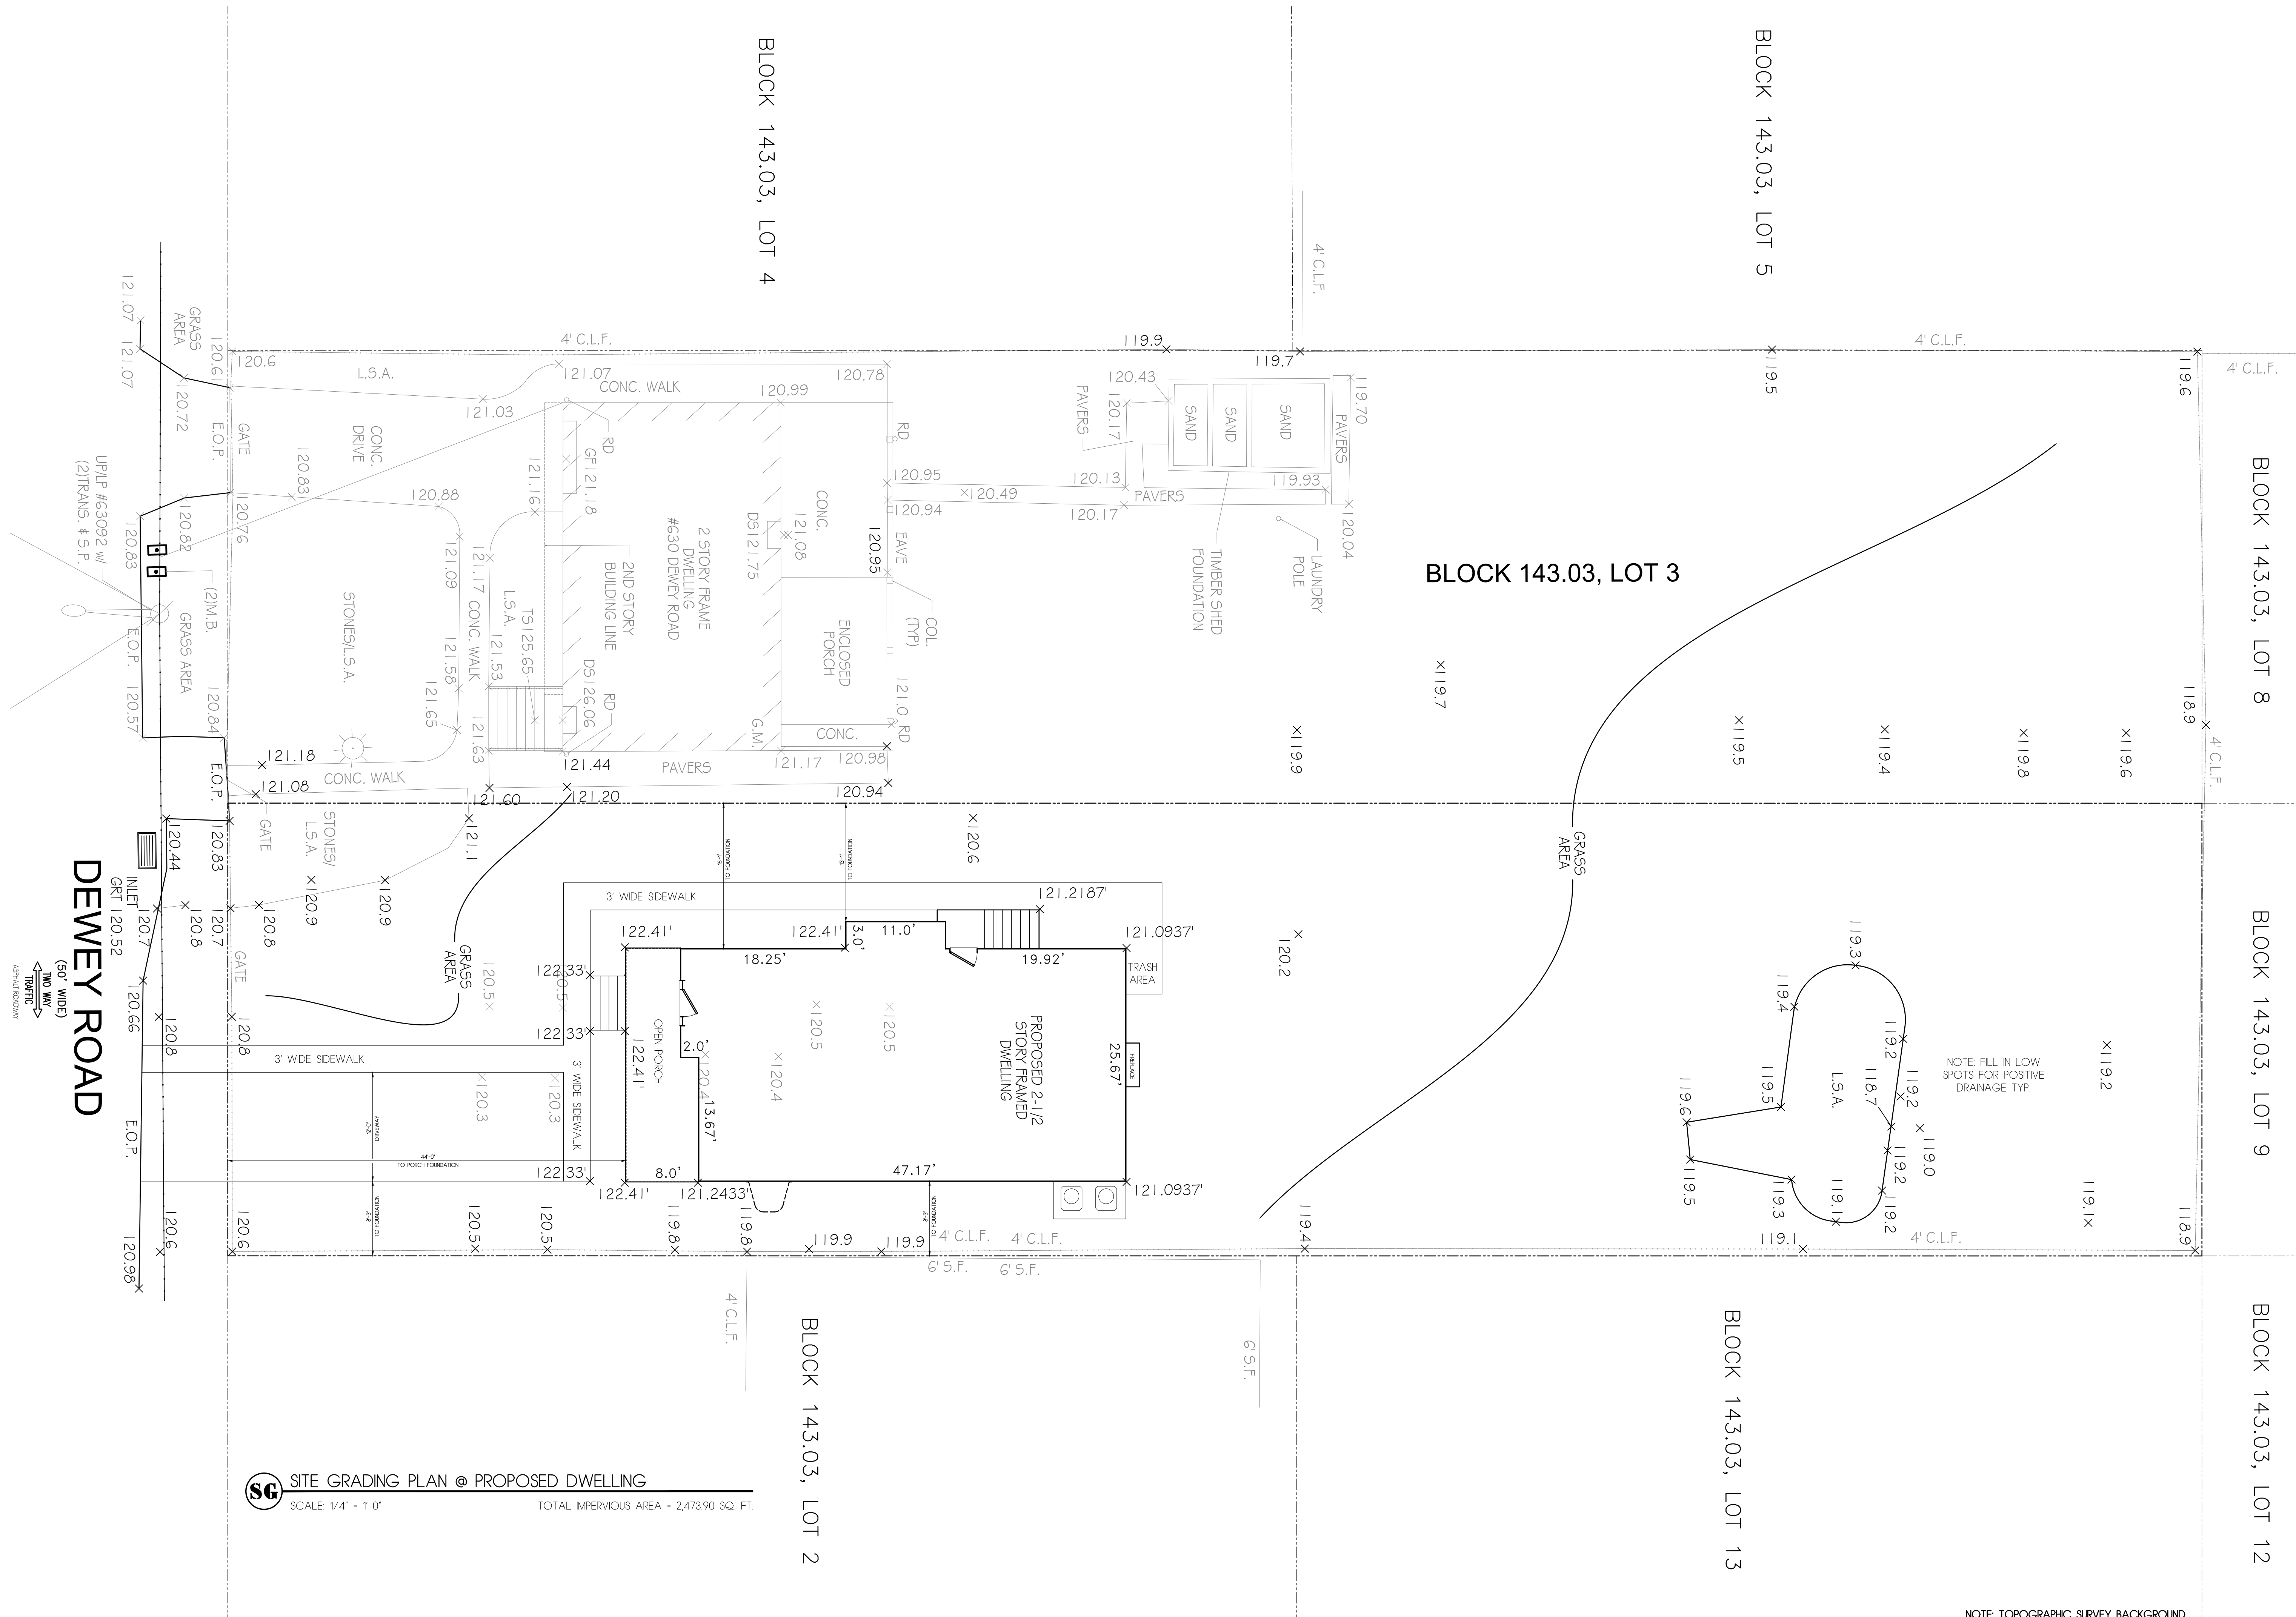 BLOCK 143.03, LOT 4
BLOCK 143.03, LOT 5
BLOCK 143.03, LOT 8
BLOCK 143.03, LOT 9
BLOCK 143.03, LOT 12
BLOCK 143.03, LOT 13
BLOCK 143.03, LOT 2
BLOCK 143.03, LOT 3
4' C.L.F.
4' C.L.F.
4' C.L.F.
4' C.L.F.
4' C.L.F.
119.9
119.7
119.5
119.6
118.9
121.07
121.07
GRASS
AREA
120.61
120.6
120.72
E.O.P.
GATE
L.S.A.
121.07
CONC. WALK
121.03
120.99
120.78
CONC.
DRIVE
120.83
120.88
120.76
120.82
120.83
UP/LP #63092 w/
(2)TRANS. & S.P.
(2)M.B.
GRASS AREA
E.O.P.
120.57
120.84
E.O.P.
STONES/L.S.A.
121.09
121.16
121.17 CONC. WALK
L.S.A.
121.53
TS125.65
121.58
121.65
121.63
RD
GF121.18
2ND STORY
BUILDING LINE
DS126.06
RD
2 STORY FRAME
DWELLING
#630 DEWEY ROAD
DS121.75
121.08
CONC.
RD
120.95
120.94
EAVE
120.95
COL.
(TYP)
ENCLOSED
PORCH
121.0 RD
G.M.
CONC.
121.17
120.98
PAVERS
121.44
121.18
CONC. WALK
121.08
121.60
121.20
120.94
120.43
PAVERS
120.17
SAND
SAND
SAND
PAVERS
119.70
119.93
120.13
PAVERS
120.49
120.17
120.04
LAUNDRY
POLE
TIMBER SHED
FOUNDATION
119.7
119.9
119.5
119.4
119.8
119.6
GRASS
AREA
120.44
120.83
GATE
STONES/
L.S.A.
121.1
120.9
120.9
120.8
120.7
120.8
120.7
INLET
GRT 120.52
GATE
120.66
120.8
120.8
GRASS
AREA
DEWEY ROAD
(50' WIDE)
TWO WAY
TRAFFIC
ASPHALT ROADWAY
E.O.P.
120.6
120.6
120.98
3' WIDE SIDEWALK
3' WIDE SIDEWALK
3' WIDE SIDEWALK
DRIVEWAY
44'-0"
TO PORCH FOUNDATION
TO FOUNDATION
TO FOUNDATION
TO FOUNDATION
TO FOUNDATION
120.5
120.5
120.3
120.3
120.5
120.5
120.4
120.4
120.6
120.2
122.41'
122.41'
122.33'
122.33'
122.33'
122.41'
122.41'
121.2433'
121.0937'
121.0937'
121.2187'
18.25'
3.0'
11.0'
19.92'
2.0'
13.67'
8.0'
47.17'
25.67'
OPEN PORCH
TRASH
AREA
FIREPLACE
PROPOSED 2-1/2
STORY FRAMED
DWELLING
120.5
120.5
119.8
119.8
119.9
119.9
4' C.L.F.
4' C.L.F.
6' S.F.
6' S.F.
4' C.L.F.
6' S.F.
119.4
119.3
119.4
119.2
119.2
118.7
L.S.A.
119.5
119.6
119.5
119.3
119.1
119.2
119.2
119.0
NOTE: FILL IN LOW
SPOTS FOR POSITIVE
DRAINAGE TYP.
119.2
119.1
119.1
4' C.L.F.
118.9
SG
SITE GRADING PLAN @ PROPOSED DWELLING
SCALE: 1/4" = 1'-0"
TOTAL IMPERVIOUS AREA = 2,473.90 SQ. FT.
NOTE: TOPOGRAPHIC SURVEY BACKGROUND